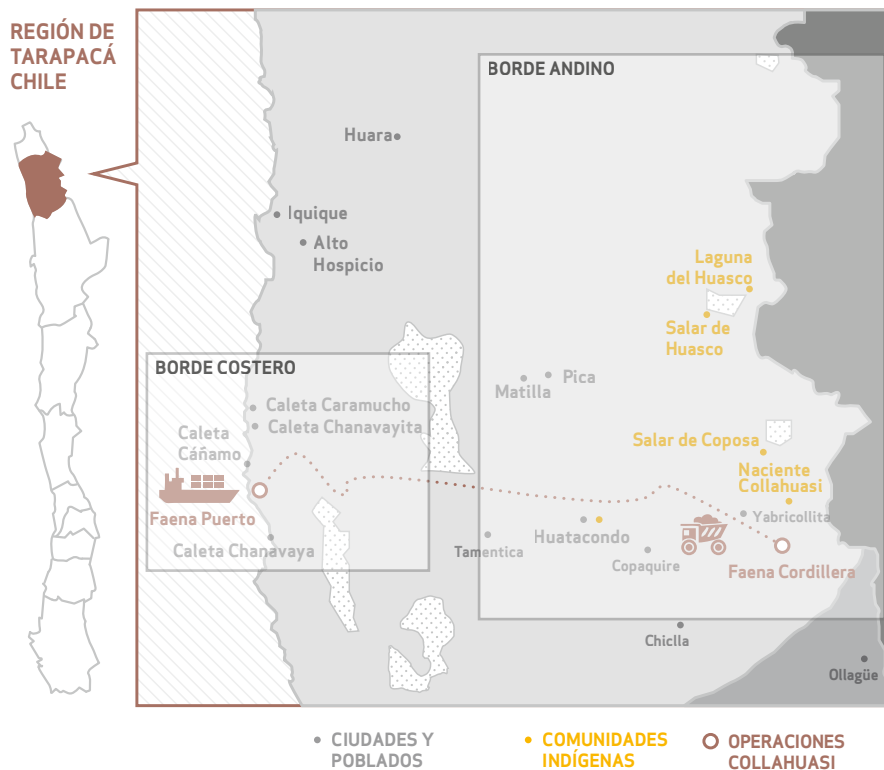 REGIÓN DE
TARAPACÁ
CHILE
BORDE ANDINO
Huara
Iquique
Alto
Hospicio
Laguna
del Huasco
Salar de
Huasco
BORDE COSTERO
Matilla
Pica
Caleta Caramucho
Caleta Chanavayita
Caleta
Cáñamo
Salar de Coposa
Naciente
Collahuasi
Faena Puerto
Yabricollita
Caleta Chanavaya
Tamentica
Huatacondo
Copaquire
Faena Cordillera
Chiclla
Ollagüe
CIUDADES Y
POBLADOS
COMUNIDADES
INDÍGENAS
OPERACIONES
COLLAHUASI